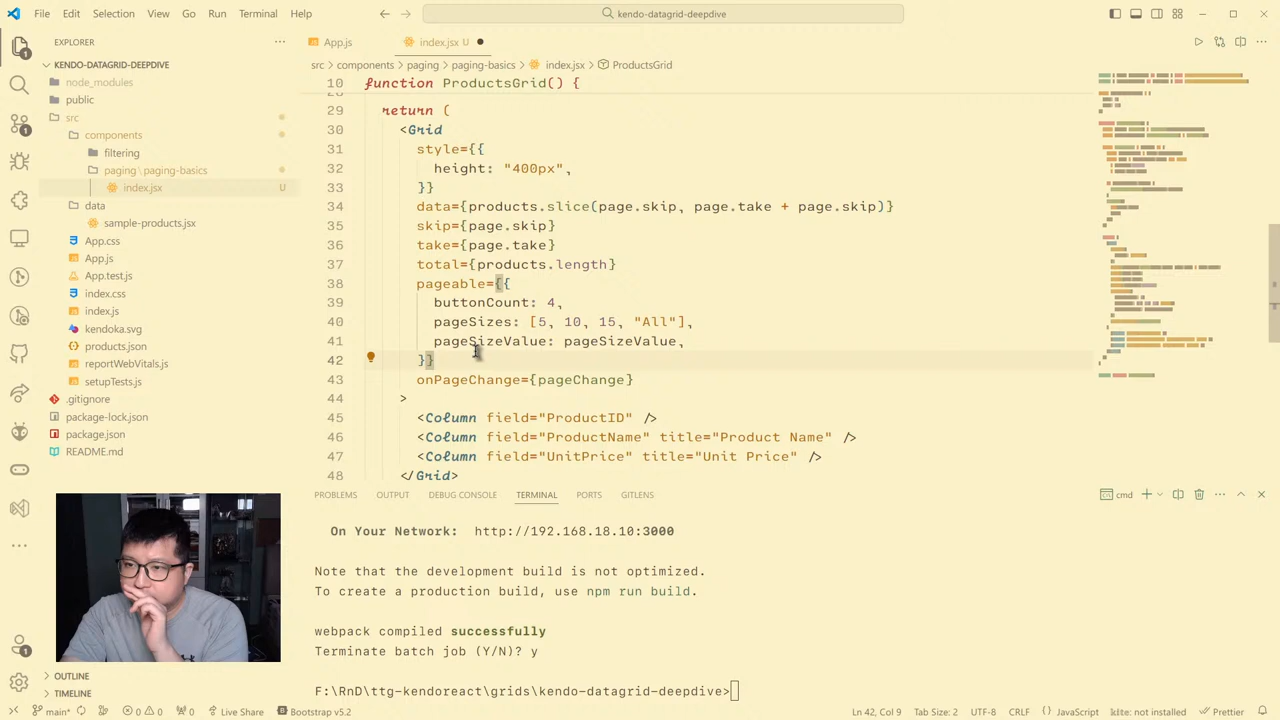 File Edit Selection View Go Run Terminal Help
kendo-datagrid-deepdive
EXPLORER
KENDO-DATAGRID-DEEPDIVE
node_modules
public
src
components
filtering
paging \ paging-basics
index.jsx U
data
sample-products.jsx
App.css
App.js
App.test.js
index.css
index.js
kendoka.svg
products.json
reportWebVitals.js
setupTests.js
.gitignore
package-lock.json
package.json
README.md
OUTLINE
TIMELINE
App.js index.jsx U
src > components > paging > paging-basics > index.jsx > ProductsGrid
10 function ProductsGrid() {
29 return (
30 <Grid
31 style={{
32 height: "400px",
33 }}
34 data={products.slice(page.skip, page.take + page.skip)}
35 skip={page.skip}
36 take={page.take}
37 total={products.length}
38 pageable={{
39 buttonCount: 4,
40 pageSizes: [5, 10, 15, "All"],
41 pageSizeValue: pageSizeValue,
42 }}
43 onPageChange={pageChange}
44 >
45 <Column field="ProductID" />
46 <Column field="ProductName" title="Product Name" />
47 <Column field="UnitPrice" title="Unit Price" />
48 </Grid>
PROBLEMS OUTPUT DEBUG CONSOLE TERMINAL PORTS GITLENS
cmd
On Your Network: http://192.168.18.10:3000
Note that the development build is not optimized.
To create a production build, use npm run build.
webpack compiled successfully
Terminate batch job (Y/N)? y
F:\RnD\ttg-kendoreact\grids\kendo-datagrid-deepdive>
main* 0 0 0 Live Share Bootstrap v5.2 Ln 42, Col 9 Tab Size: 2 UTF-8 CRLF JavaScript kite: not installed Prettier